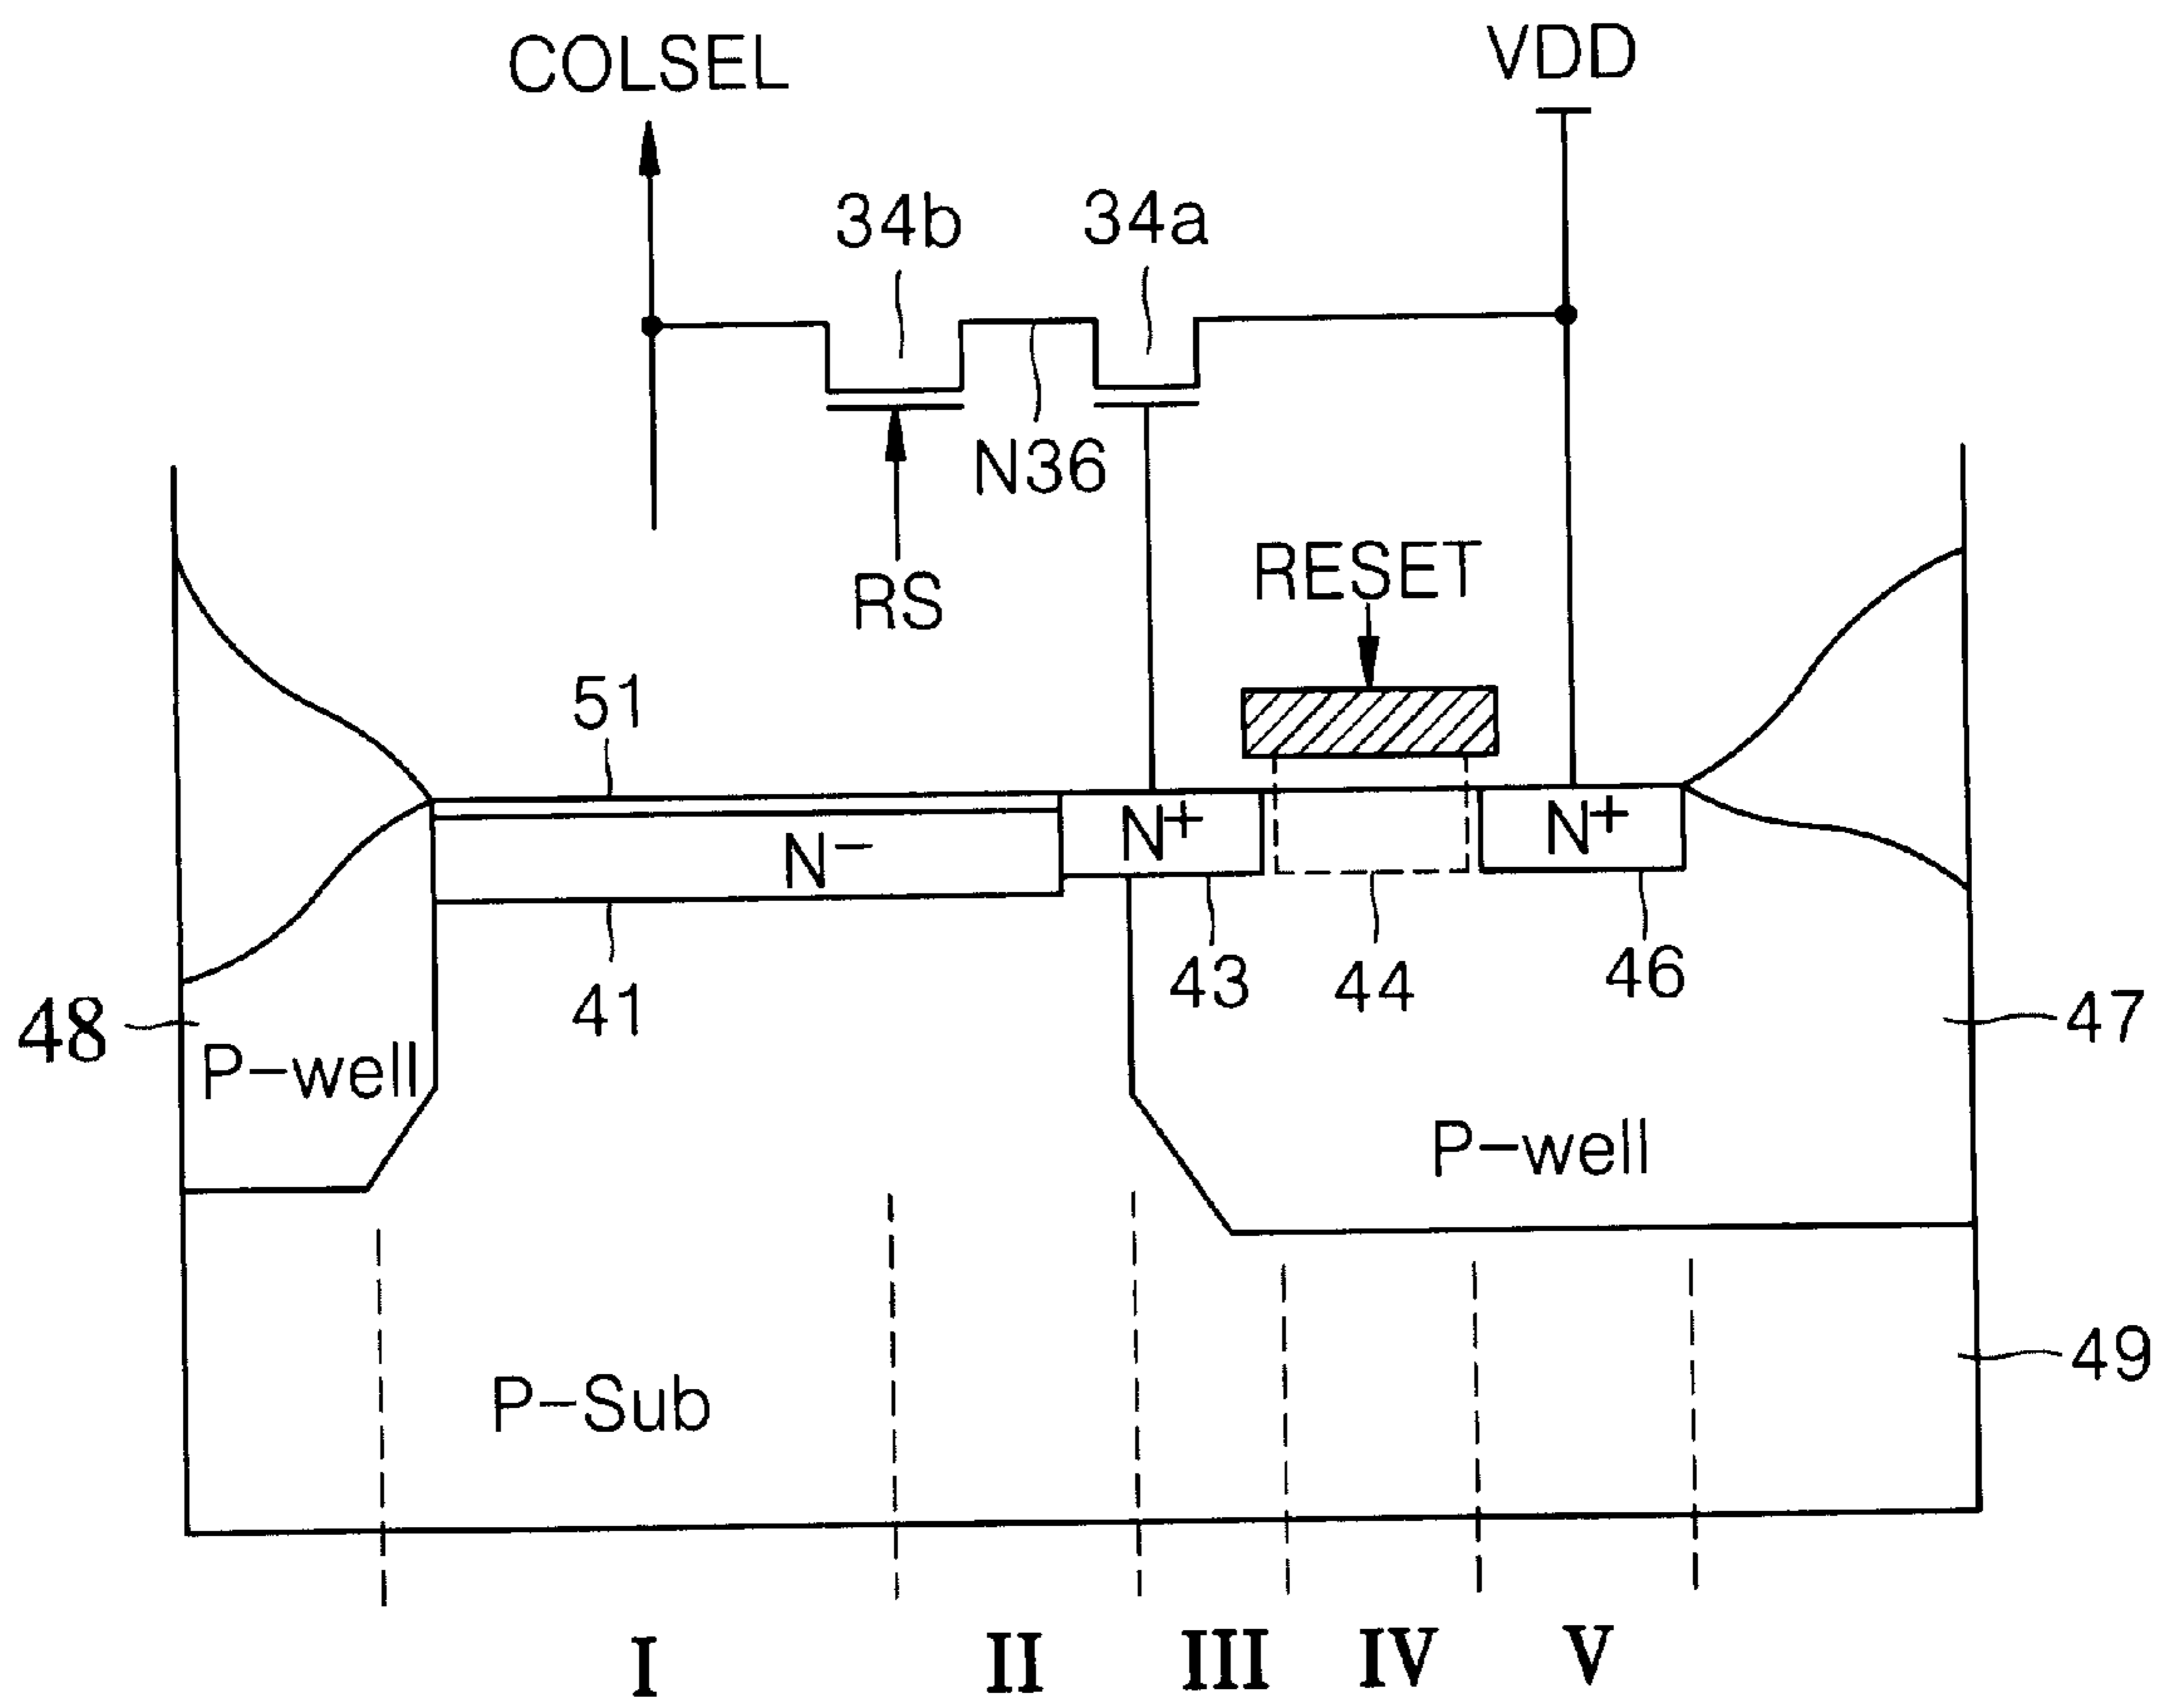 COLSEL
VDD
34b
34a
N36
RS
RESET
51
N−
N+
N+
41
43
44
46
48
47
P−well
P−well
49
P−Sub
I
II
III
IV
V